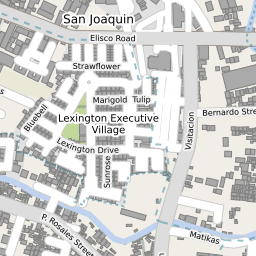 San Joaquin
Elisco Road
Strawflower
Marigold
Tulip
Bernardo Stre
Bluebell
Lexington Executive
Village
Visitacion
Lexington Drive
Sunrose
P. Rosales Street
Matikas